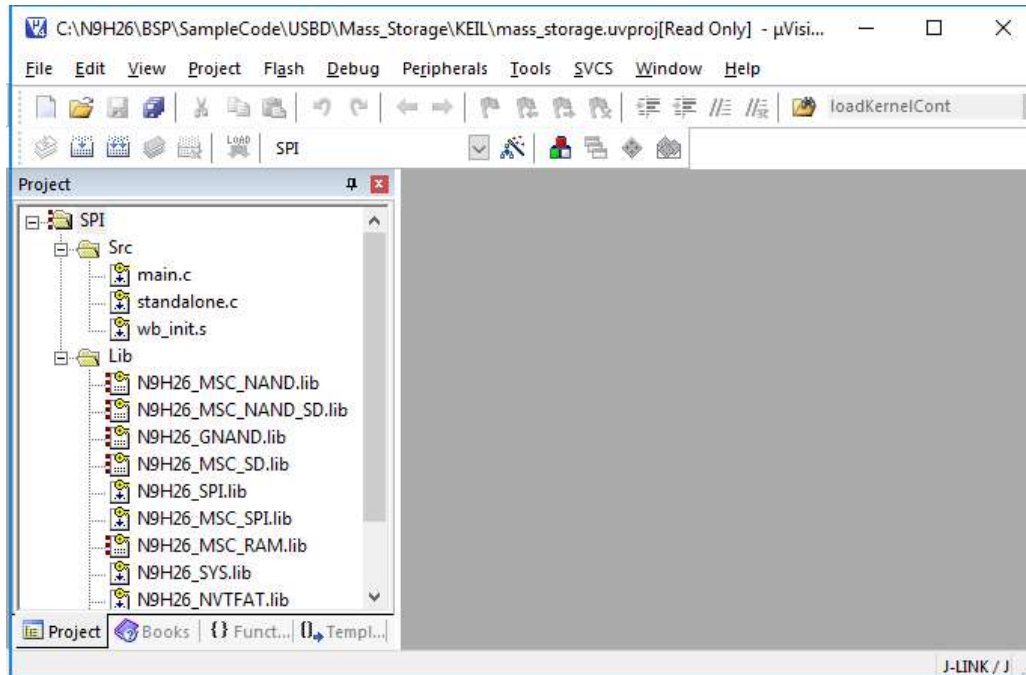 C:\N9H26\BSP\SampleCode\USBD\Mass_Storage\KEIL\mass_storage.uvproj[Read Only] - µVisi...
File Edit View Project Flash Debug Peripherals Tools SVCS Window Help
loadKernelCont
LOAD SPI
Project
SPI
Src
main.c
standalone.c
wb_init.s
Lib
N9H26_MSC_NAND.lib
N9H26_MSC_NAND_SD.lib
N9H26_GNAND.lib
N9H26_MSC_SD.lib
N9H26_SPI.lib
N9H26_MSC_SPI.lib
N9H26_MSC_RAM.lib
N9H26_SYS.lib
N9H26_NVTFAT.lib
Project Books {} Funct... Templ...
J-LINK / J